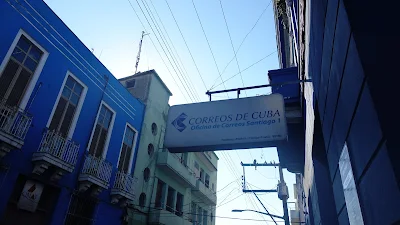 CORREOS DE CUBA
Oficina de Correos Santiago 1